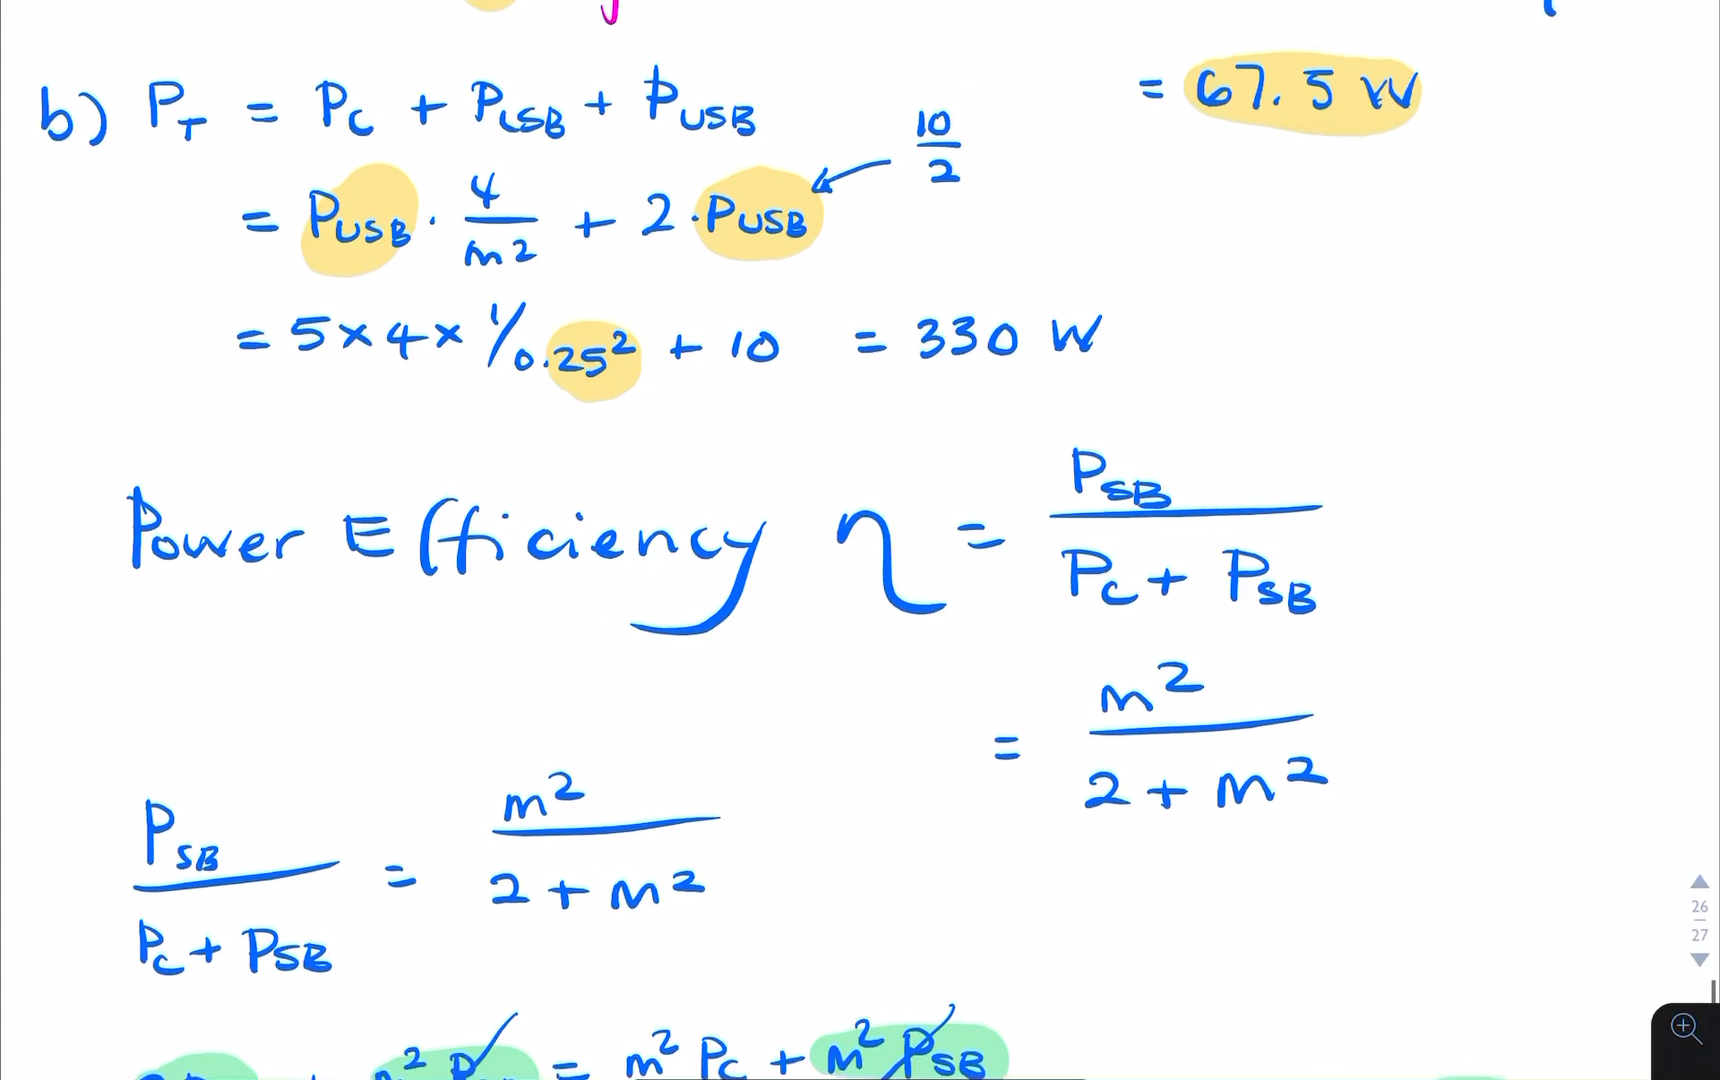 = 67.5 W
b) P_T = P_C + P_LSB + P_USB
10/2
= P_USB · 4/m² + 2 · P_USB
= 5 × 4 × 1/0.25² + 10 = 330 W
Power Efficiency η = P_SB / (P_C + P_SB)
= m² / (2 + m²)
P_SB / (P_C + P_SB) = m² / (2 + m²)
= m² P_C + m² P_SB
26
27